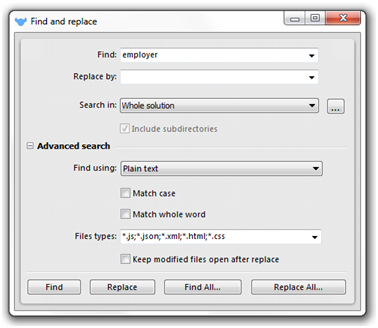 Find and replace
Find: employer
Replace by:
Search in: Whole solution ...
Include subdirectories
Advanced search
Find using: Plain text
Match case
Match whole word
Files types: *.js;*.json;*.xml;*.html;*.css
Keep modified files open after replace
Find Replace Find All... Replace All...